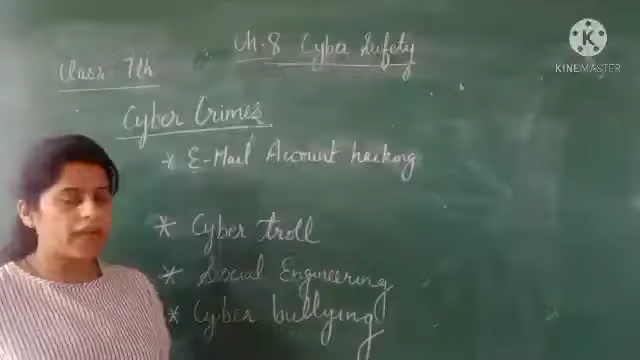 Ch.8 Cyber Safety
Class 7th
Cyber Crimes
* E-Mail Account hacking
* Cyber troll
* Social Engineering
* Cyber bullying
KINEMASTER